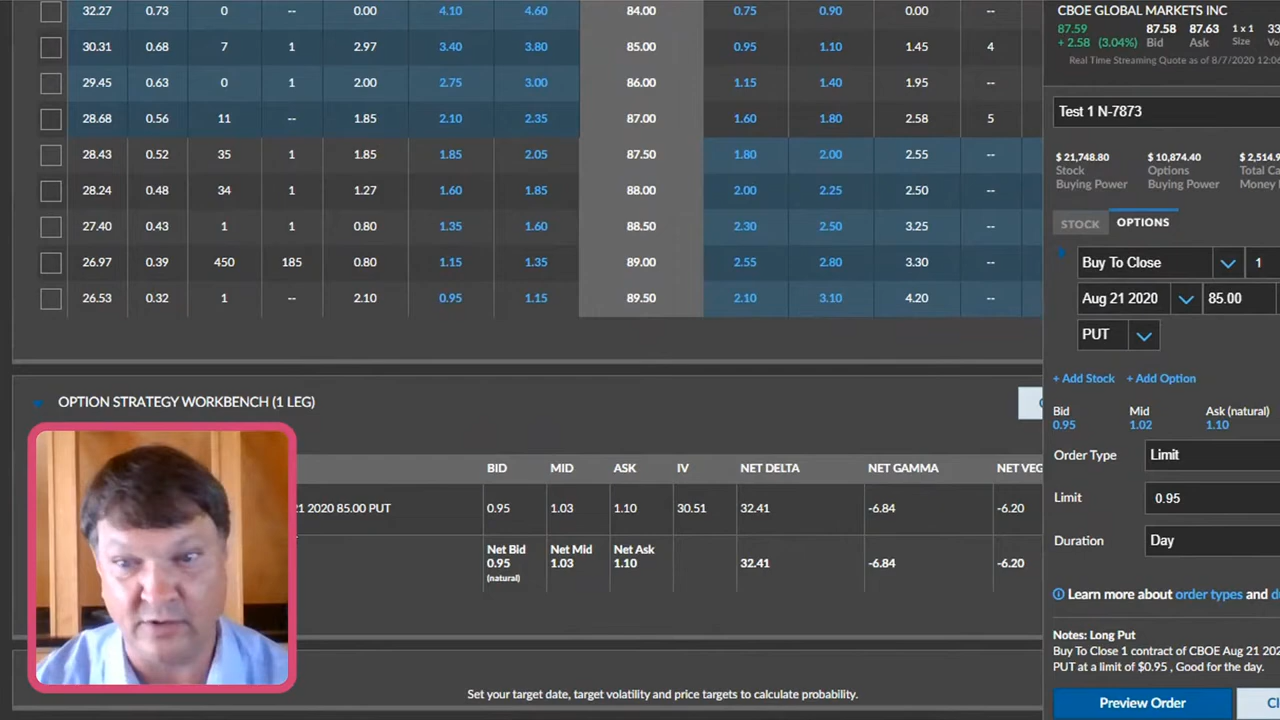 32.27 0.73 0 -- 0.00 4.10 4.60 84.00 0.75 0.90 0.00 --
30.31 0.68 7 1 2.97 3.40 3.80 85.00 0.95 1.10 1.45 4
29.45 0.63 0 1 2.00 2.75 3.00 86.00 1.15 1.40 1.95
28.68 0.56 11 -- 1.85 2.10 2.35 87.00 1.60 1.80 2.58 5
28.43 0.52 35 1 1.85 1.85 2.05 87.50 1.80 2.00 2.55 --
28.24 0.48 34 1 1.27 1.60 1.85 88.00 2.00 2.25 2.50 --
27.40 0.43 1 1 0.80 1.35 1.60 88.50 2.30 2.50 3.25 --
26.97 0.39 450 185 0.80 1.15 1.35 89.00 2.55 2.80 3.30 --
26.53 0.32 1 -- 2.10 0.95 1.15 89.50 2.10 3.10 4.20 --
OPTION STRATEGY WORKBENCH (1 LEG)
BID MID ASK IV NET DELTA NET GAMMA NET VEG
21 2020 85.00 PUT 0.95 1.03 1.10 30.51 32.41 -6.84 -6.20
Net Bid Net Mid Net Ask
0.95 1.03 1.10 32.41 -6.84 -6.20
(natural)
Set your target date, target volatility and price targets to calculate probability.
CBOE GLOBAL MARKETS INC
87.59 87.58 87.63 1 x 1 33
+ 2.58 (3.04%) Bid Ask Size Vo
Real Time Streaming Quote as of 8/7/2020 12:06
Test 1 N-7873
$ 21,748.80 $ 10,874.40 $ 2,514.9
Stock Options Total Ca
Buying Power Buying Power Money
STOCK OPTIONS
Buy To Close 1
Aug 21 2020 85.00
PUT
+ Add Stock + Add Option
Bid Mid Ask (natural)
0.95 1.02 1.10
Order Type Limit
Limit 0.95
Duration Day
Learn more about order types and d
Notes: Long Put
Buy To Close 1 contract of CBOE Aug 21 202
PUT at a limit of $0.95 , Good for the day.
Preview Order Cl